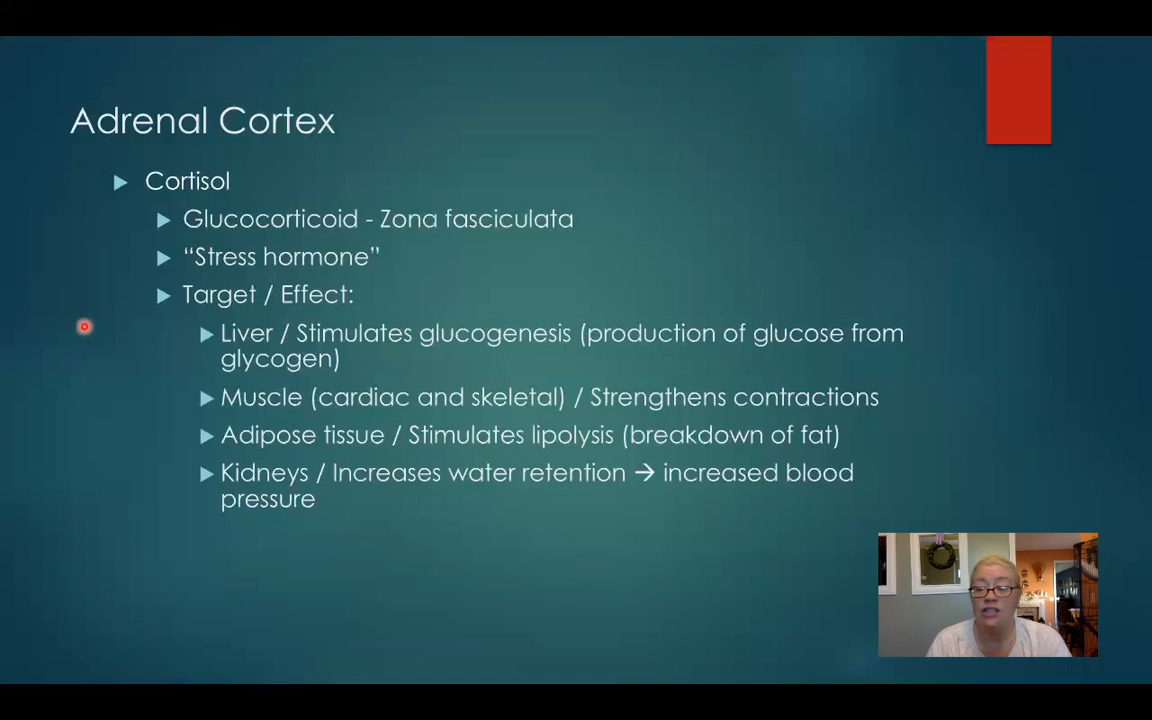 Adrenal Cortex
Cortisol
Glucocorticoid - Zona fasciculata
“Stress hormone”
Target / Effect:
Liver / Stimulates glucogenesis (production of glucose from
glycogen)
Muscle (cardiac and skeletal) / Strengthens contractions
Adipose tissue / Stimulates lipolysis (breakdown of fat)
Kidneys / Increases water retention → increased blood
pressure